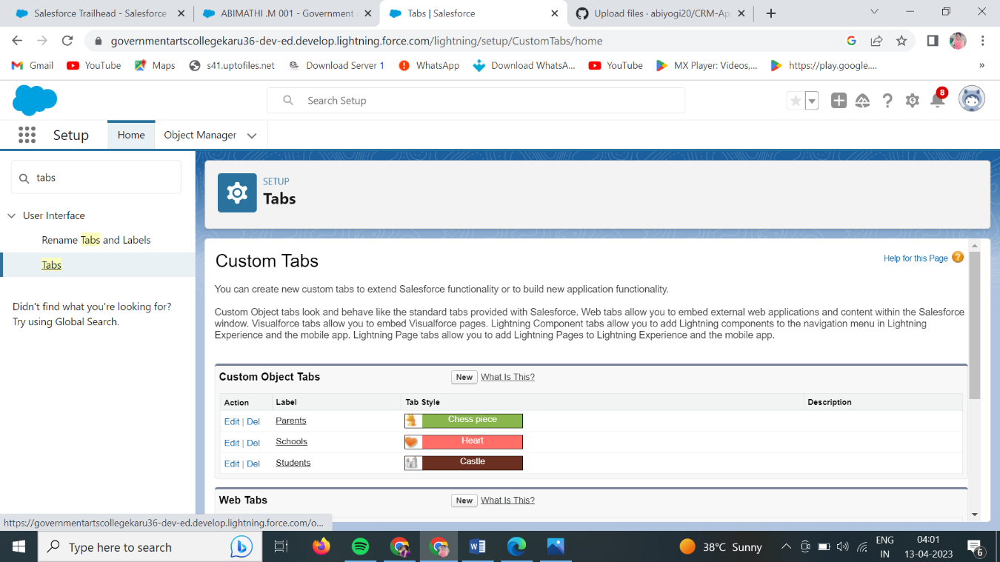 Salesforce Trailhead - Salesforce
ABIMATHI .M 001 - Government
Tabs | Salesforce
Upload files · abiyogi20/CRM-Ap
governmentartscollegekaru36-dev-ed.develop.lightning.force.com/lightning/setup/CustomTabs/home
Gmail YouTube Maps s41.uptofiles.net Download Server 1 WhatsApp Download WhatsA... YouTube MX Player: Videos,... https://play.google....
Search Setup
8
Setup Home Object Manager
tabs
User Interface
Rename Tabs and Labels
Tabs
Didn't find what you're looking for?
Try using Global Search.
SETUP
Tabs
Custom Tabs
Help for this Page ?
You can create new custom tabs to extend Salesforce functionality or to build new application functionality.
Custom Object tabs look and behave like the standard tabs provided with Salesforce. Web tabs allow you to embed external web applications and content within the Salesforce
window. Visualforce tabs allow you to embed Visualforce pages. Lightning Component tabs allow you to add Lightning components to the navigation menu in Lightning
Experience and the mobile app. Lightning Page tabs allow you to add Lightning Pages to Lightning Experience and the mobile app.
Custom Object Tabs New What Is This?
Action Label Tab Style Description
Edit | Del Parents Chess piece
Edit | Del Schools Heart
Edit | Del Students Castle
Web Tabs New What Is This?
https://governmentartscollegekaru36-dev-ed.develop.lightning.force.com/o...
Type here to search
38°C Sunny
ENG
IN
04:01
13-04-2023
6